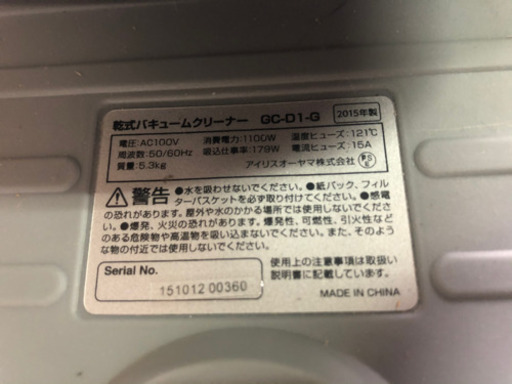 乾式バキュームクリーナー GC-D1-G 2015年製
電圧:AC100V 消費電力:1100W 温度ヒューズ:121℃
周波数:50/60Hz 吸込仕事率:179W 電流ヒューズ:15A
質量:5.3kg アイリスオーヤマ株式会社 PSE
警告 ●水を吸わせないでください。●紙パック、フィル
ターバスケットを必ず取り付けてください。●感電
の恐れがあります。屋外や水のかかる場所では使用しないでください。
●爆発、火災の恐れがあります。爆発性、可燃性、引火性など
のある危険物や高温物を吸い込まないでください。また、そのよう
な物の付近では使用しないでください。
Serial No.
151012 00360
使用上の注意事項は取扱い
説明書に記載しています。
MADE IN CHINA